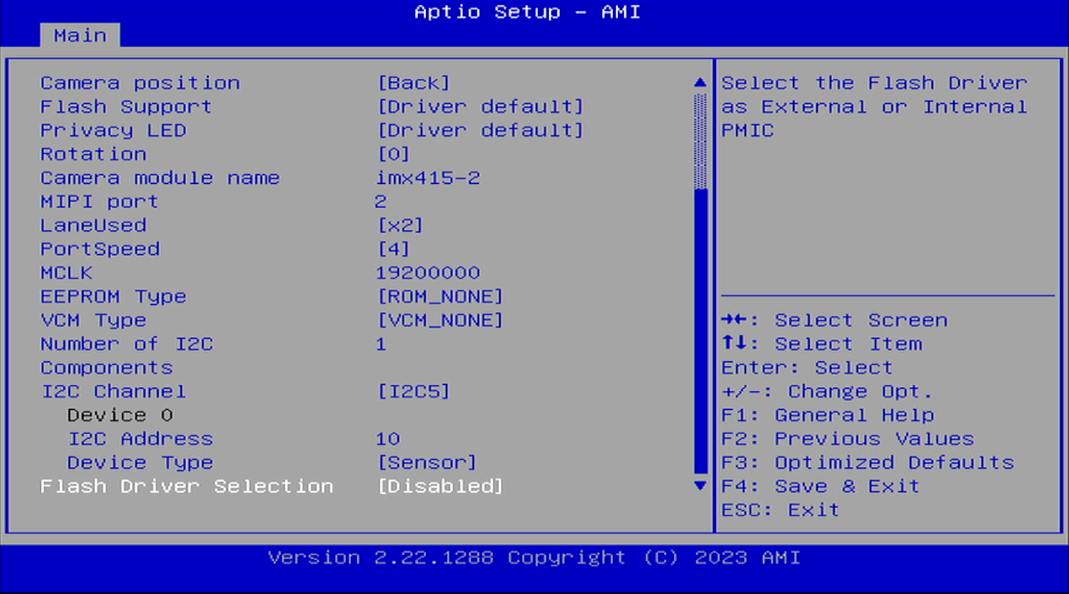 Aptio Setup - AMI
Main
Camera position [Back]
Flash Support [Driver default]
Privacy LED [Driver default]
Rotation [0]
Camera module name imx415-2
MIPI port 2
LaneUsed [x2]
PortSpeed [4]
MCLK 19200000
EEPROM Type [ROM_NONE]
VCM Type [VCM_NONE]
Number of I2C 1
Components
I2C Channel [I2C5]
Device 0
I2C Address 10
Device Type [Sensor]
Flash Driver Selection [Disabled]
Select the Flash Driver
as External or Internal
PMIC
→←: Select Screen
↑↓: Select Item
Enter: Select
+/-: Change Opt.
F1: General Help
F2: Previous Values
F3: Optimized Defaults
F4: Save & Exit
ESC: Exit
Version 2.22.1288 Copyright (C) 2023 AMI